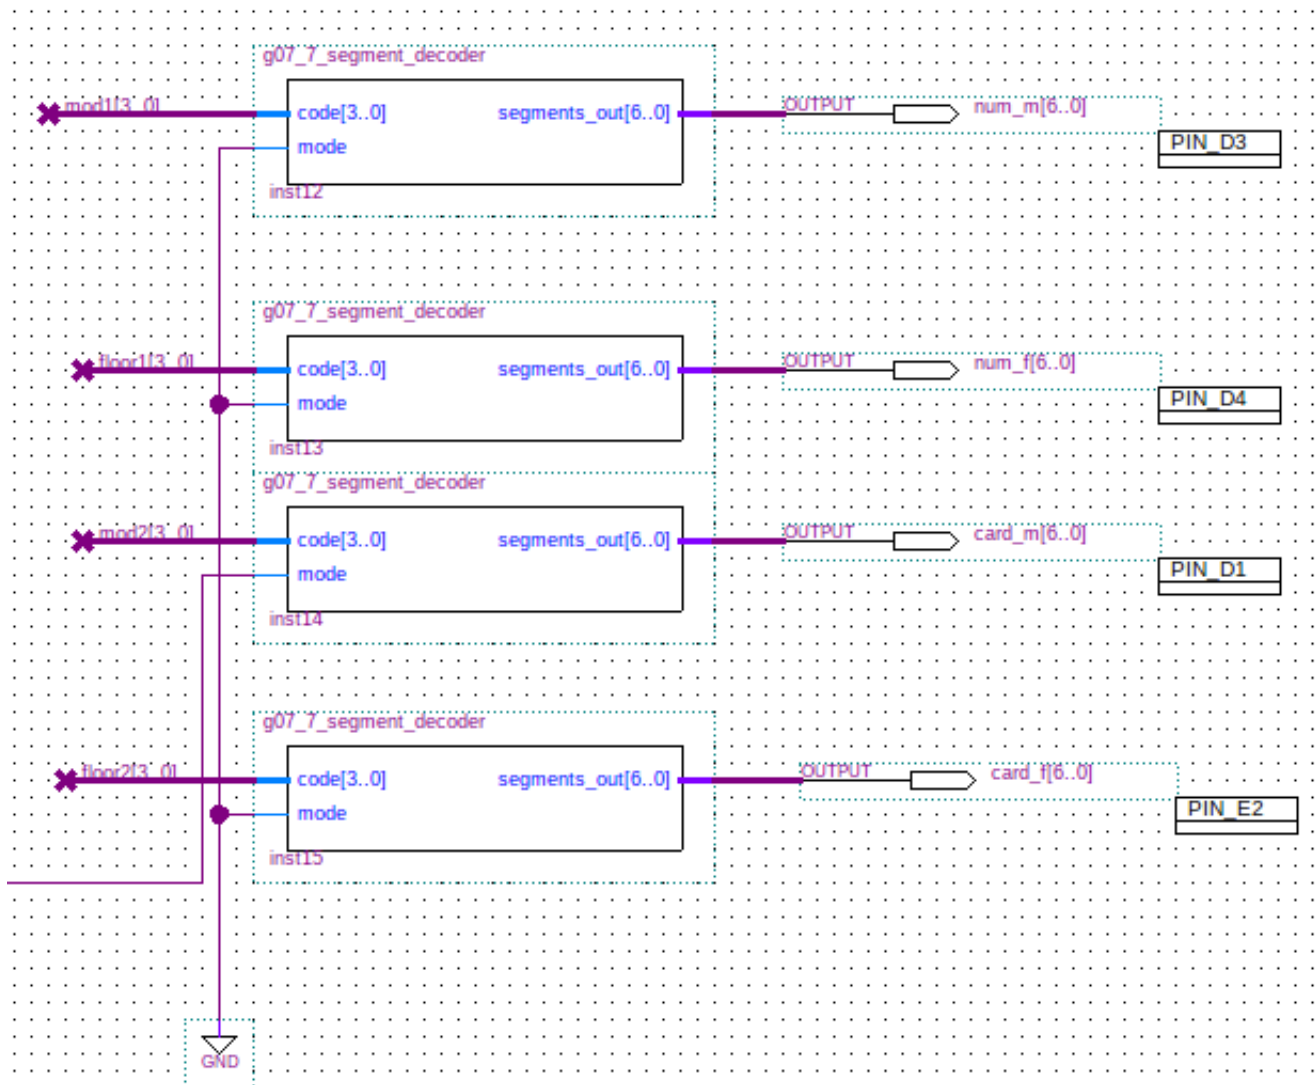 g07_7_segment_decoder
mod1[3..0]
code[3..0]
segments_out[6..0]
OUTPUT
num_m[6..0]
mode
PIN_D3
inst12
g07_7_segment_decoder
floor1[3..0]
code[3..0]
segments_out[6..0]
OUTPUT
num_f[6..0]
mode
PIN_D4
inst13
g07_7_segment_decoder
mod2[3..0]
code[3..0]
segments_out[6..0]
OUTPUT
card_m[6..0]
mode
PIN_D1
inst14
g07_7_segment_decoder
floor2[3..0]
code[3..0]
segments_out[6..0]
OUTPUT
card_f[6..0]
mode
PIN_E2
inst15
GND